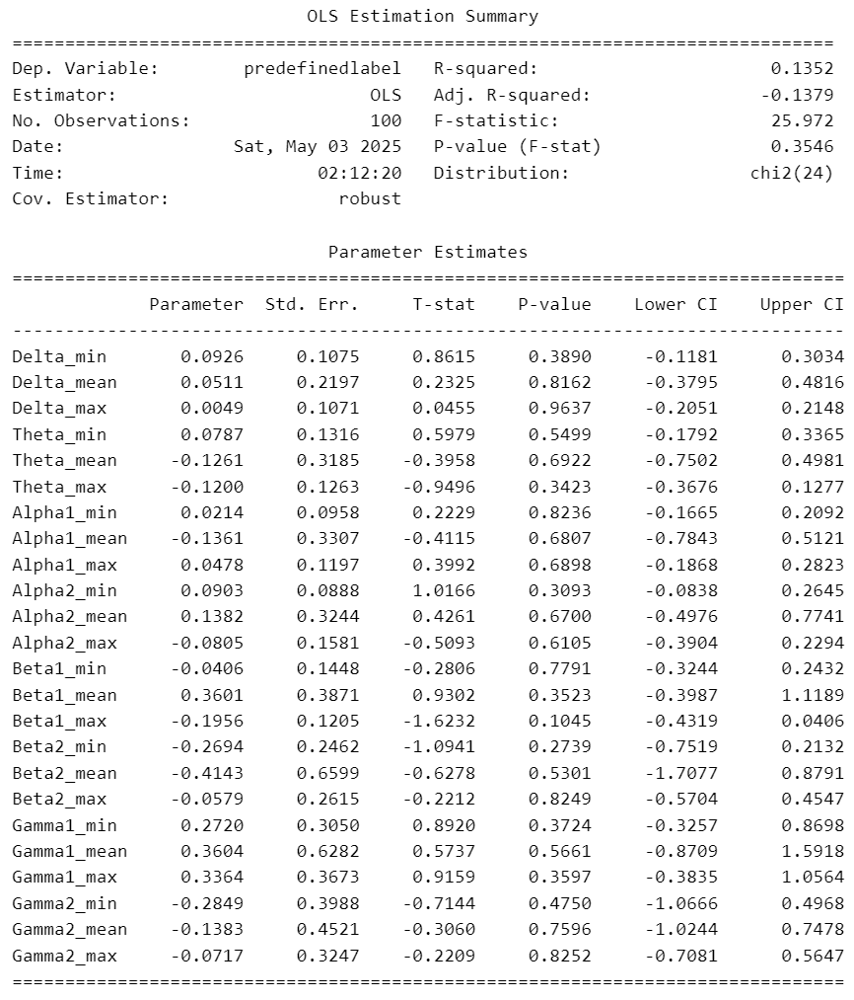 OLS Estimation Summary
==============================================================================
Dep. Variable: predefinedlabel R-squared: 0.1352
Estimator: OLS Adj. R-squared: -0.1379
No. Observations: 100 F-statistic: 25.972
Date: Sat, May 03 2025 P-value (F-stat) 0.3546
Time: 02:12:20 Distribution: chi2(24)
Cov. Estimator: robust
Parameter Estimates
===============================================================================
Parameter Std. Err. T-stat P-value Lower CI Upper CI
-------------------------------------------------------------------------------
Delta_min 0.0926 0.1075 0.8615 0.3890 -0.1181 0.3034
Delta_mean 0.0511 0.2197 0.2325 0.8162 -0.3795 0.4816
Delta_max 0.0049 0.1071 0.0455 0.9637 -0.2051 0.2148
Theta_min 0.0787 0.1316 0.5979 0.5499 -0.1792 0.3365
Theta_mean -0.1261 0.3185 -0.3958 0.6922 -0.7502 0.4981
Theta_max -0.1200 0.1263 -0.9496 0.3423 -0.3676 0.1277
Alpha1_min 0.0214 0.0958 0.2229 0.8236 -0.1665 0.2092
Alpha1_mean -0.1361 0.3307 -0.4115 0.6807 -0.7843 0.5121
Alpha1_max 0.0478 0.1197 0.3992 0.6898 -0.1868 0.2823
Alpha2_min 0.0903 0.0888 1.0166 0.3093 -0.0838 0.2645
Alpha2_mean 0.1382 0.3244 0.4261 0.6700 -0.4976 0.7741
Alpha2_max -0.0805 0.1581 -0.5093 0.6105 -0.3904 0.2294
Beta1_min -0.0406 0.1448 -0.2806 0.7791 -0.3244 0.2432
Beta1_mean 0.3601 0.3871 0.9302 0.3523 -0.3987 1.1189
Beta1_max -0.1956 0.1205 -1.6232 0.1045 -0.4319 0.0406
Beta2_min -0.2694 0.2462 -1.0941 0.2739 -0.7519 0.2132
Beta2_mean -0.4143 0.6599 -0.6278 0.5301 -1.7077 0.8791
Beta2_max -0.0579 0.2615 -0.2212 0.8249 -0.5704 0.4547
Gamma1_min 0.2720 0.3050 0.8920 0.3724 -0.3257 0.8698
Gamma1_mean 0.3604 0.6282 0.5737 0.5661 -0.8709 1.5918
Gamma1_max 0.3364 0.3673 0.9159 0.3597 -0.3835 1.0564
Gamma2_min -0.2849 0.3988 -0.7144 0.4750 -1.0666 0.4968
Gamma2_mean -0.1383 0.4521 -0.3060 0.7596 -1.0244 0.7478
Gamma2_max -0.0717 0.3247 -0.2209 0.8252 -0.7081 0.5647
===============================================================================